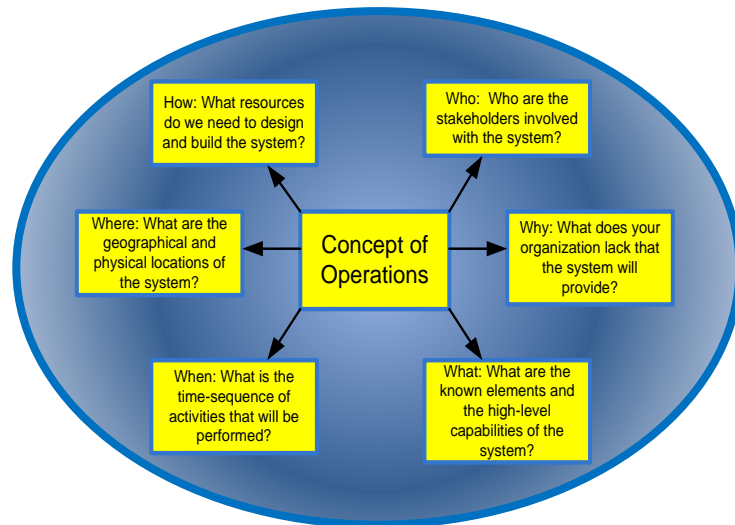 How: What resources
do we need to design
and build the system?
Who:  Who are the
stakeholders involved
with the system?
Where: What are the
geographical and
physical locations of
the system?
Concept of
Operations
Why: What does your
organization lack that
the system will
provide?
When: What is the
time-sequence of
activities that will be
performed?
What: What are the
known elements and
the high-level
capabilities of the
system?